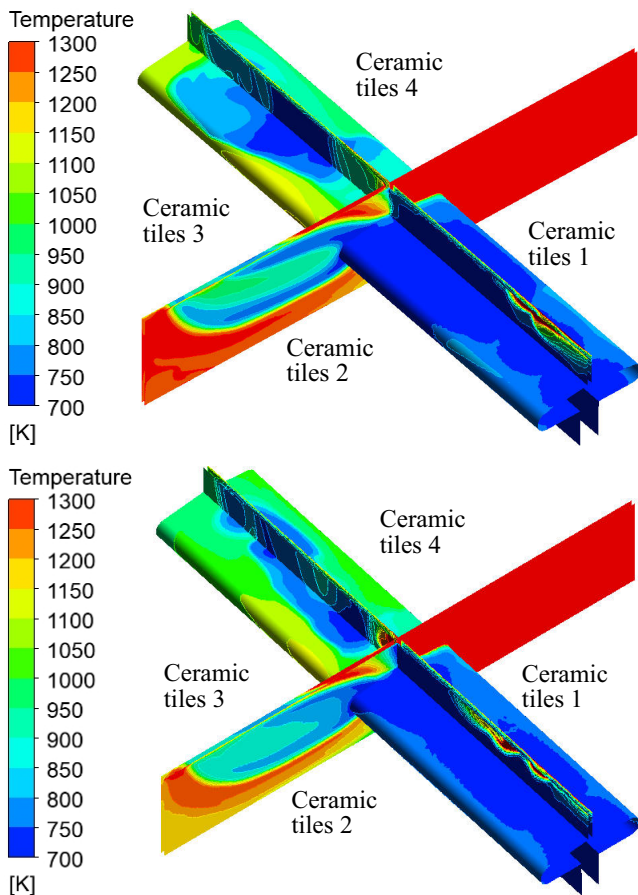 Temperature
1300
1250
1200
1150
1100
1050
1000
950
900
850
800
750
700
[K]
Ceramic
tiles 4
Ceramic
tiles 3
Ceramic
tiles 1
Ceramic
tiles 2
Temperature
1300
1250
1200
1150
1100
1050
1000
950
900
850
800
750
700
[K]
Ceramic
tiles 4
Ceramic
tiles 3
Ceramic
tiles 1
Ceramic
tiles 2